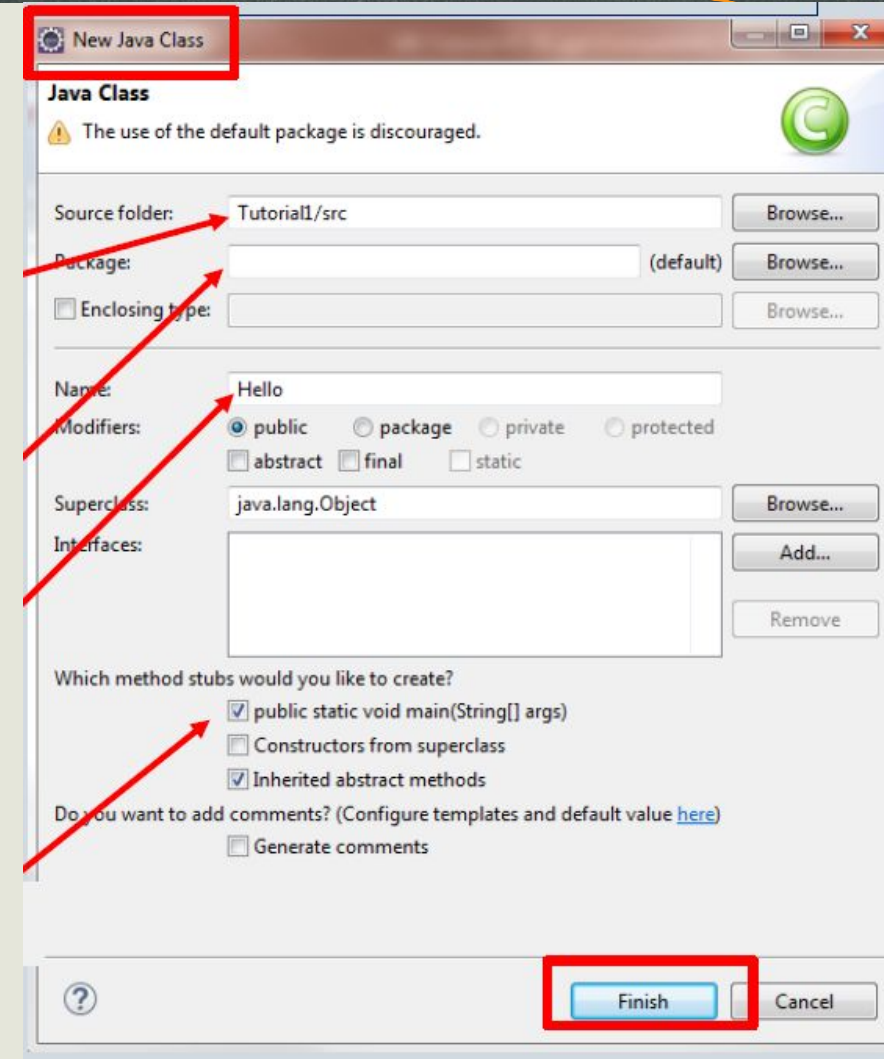 New Java Class
Java Class
The use of the default package is discouraged.
Source folder: Tutorial1/src Browse...
Package: (default) Browse...
Enclosing type: Browse...
Name: Hello
Modifiers: public package private protected
abstract final static
Superclass: java.lang.Object Browse...
Interfaces: Add...
Remove
Which method stubs would you like to create?
public static void main(String[] args)
Constructors from superclass
Inherited abstract methods
Do you want to add comments? (Configure templates and default value here)
Generate comments
? Finish Cancel